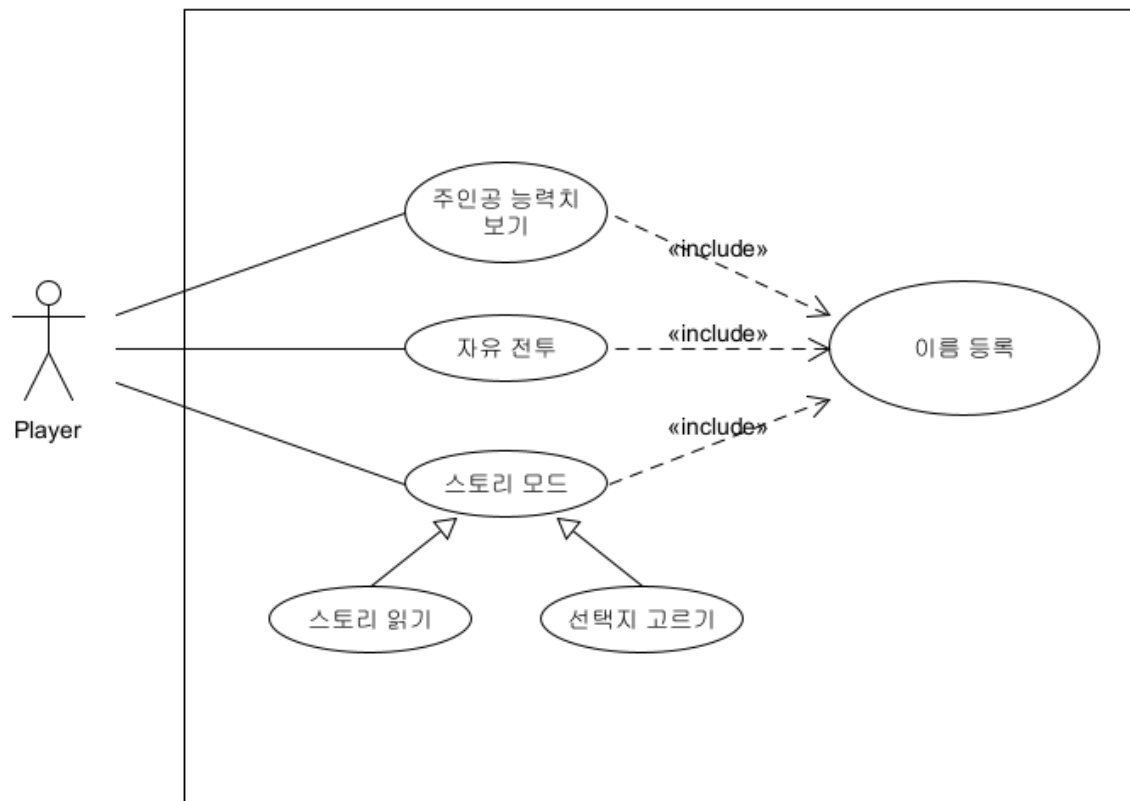 주인공 능력치
보기
«include»
자유 전투
«include»
이름 등록
Player
«include»
스토리 모드
스토리 읽기
선택지 고르기